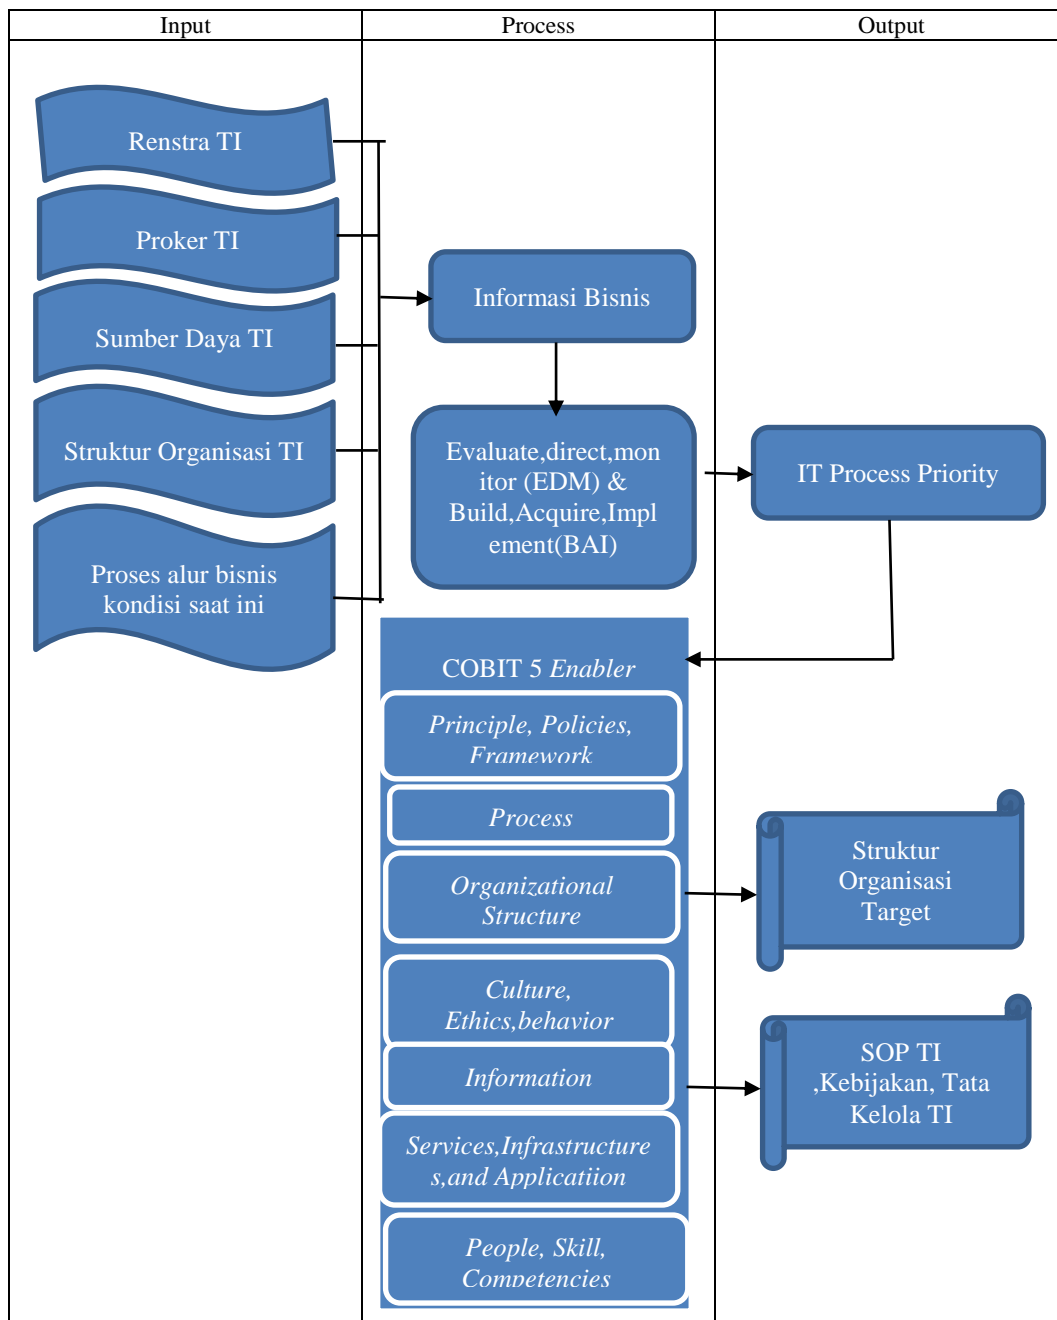 Input
Process
Output
Renstra TI
Proker TI
Sumber Daya TI
Struktur Organisasi TI
Proses alur bisnis
kondisi saat ini
Informasi Bisnis
Evaluate,direct,mon
itor (EDM) &
Build,Acquire,Impl
ement(BAI)
IT Process Priority
COBIT 5 Enabler
Principle, Policies,
Framework
Process
Organizational
Structure
Culture,
Ethics,behavior
Information
Services,Infrastructure
s,and Applicatiion
People, Skill,
Competencies
Struktur
Organisasi
Target
SOP TI
,Kebijakan, Tata
Kelola TI